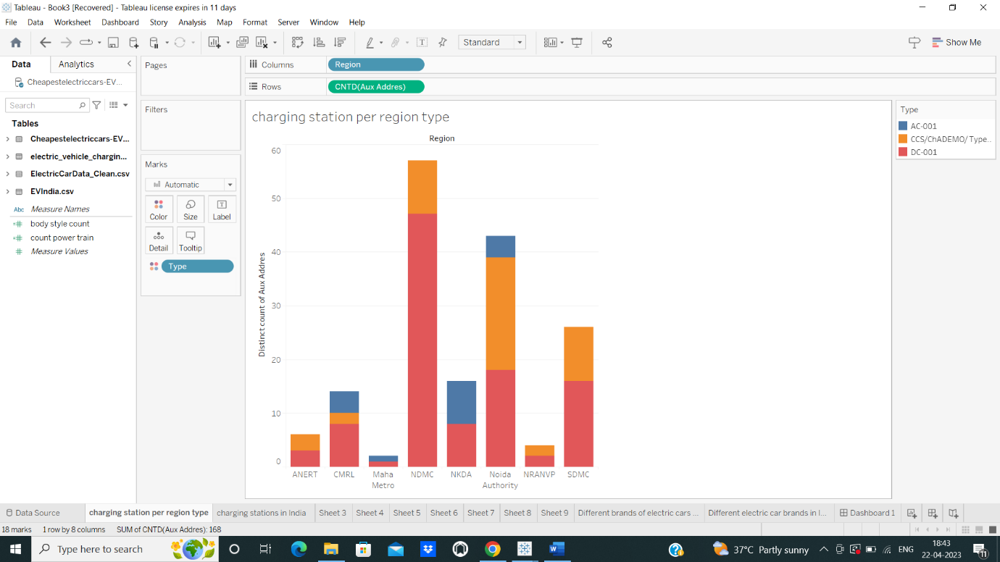 Tableau - Book3 [Recovered] - Tableau license expires in 11 days
File Data Worksheet Dashboard Story Analysis Map Format Server Window Help
Standard
Show Me
Data Analytics
Cheapestelectriccars-EV...
Search
Tables
Cheapestelectriccars-EV...
electric_vehicle_chargin...
ElectricCarData_Clean.csv
EVIndia.csv
Abc Measure Names
body style count
count power train
Measure Values
Pages
Filters
Marks
Automatic
Color Size Label
Detail Tooltip
Type
Columns Region
Rows CNTD(Aux Addres)
charging station per region type
Region
60
50
40
30
20
10
0
Distinct count of Aux Addres
ANERT CMRL Maha Metro NDMC NKDA Noida Authority NRANVP SDMC
Type
AC-001
CCS/ChADEMO/ Type..
DC-001
Data Source charging station per region type charging stations in India Sheet 3 Sheet 4 Sheet 5 Sheet 6 Sheet 7 Sheet 8 Sheet 9 Different brands of electric cars ... Different electric car brands in I... Dashboard 1
18 marks 1 row by 8 columns SUM of CNTD(Aux Addres): 168
Type here to search
37°C Partly sunny
ENG
18:43
22-04-2023
11